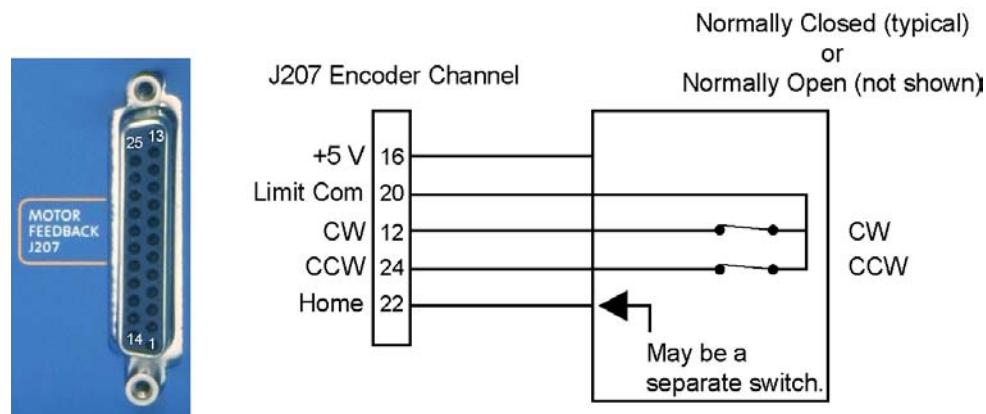 Normally Closed (typical)
or
Normally Open (not shown)
J207 Encoder Channel
25 13
MOTOR
FEEDBACK
J207
14 1
+5 V 16
Limit Com 20
CW 12 CW
CCW 24 CCW
Home 22
May be a
separate switch.